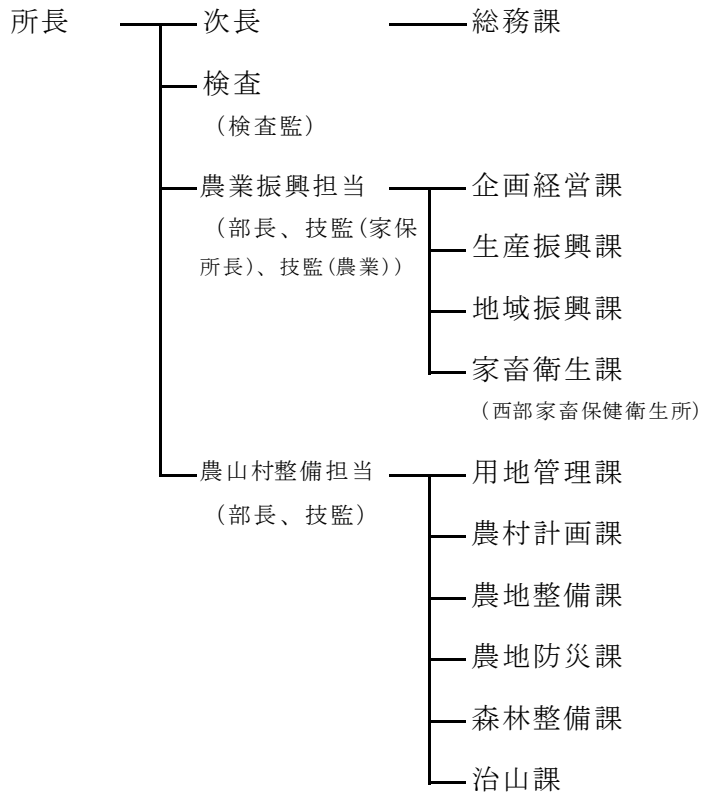 所長 次長 総務課
検査
（検査監）
農業振興担当 企画経営課
（部長、技監(家保
所長)、技監(農業)）
生産振興課
地域振興課
家畜衛生課
（西部家畜保健衛生所）
農山村整備担当 用地管理課
（部長、技監）
農村計画課
農地整備課
農地防災課
森林整備課
治山課